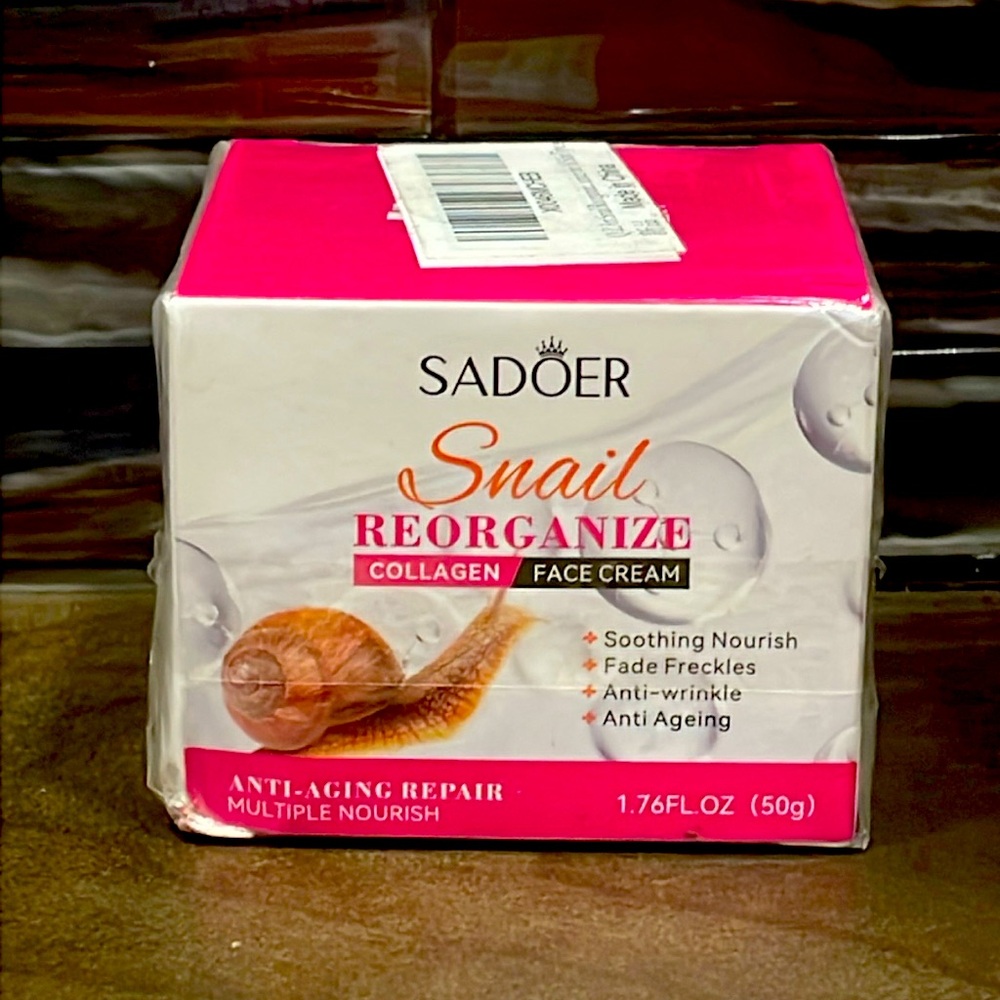 SADOER
Snail
REORGANIZE
COLLAGEN FACE CREAM
Soothing Nourish
Fade Freckles
Anti-wrinkle
Anti Ageing
ANTI-AGING REPAIR
MULTIPLE NOURISH
1.76FL.OZ (50g)